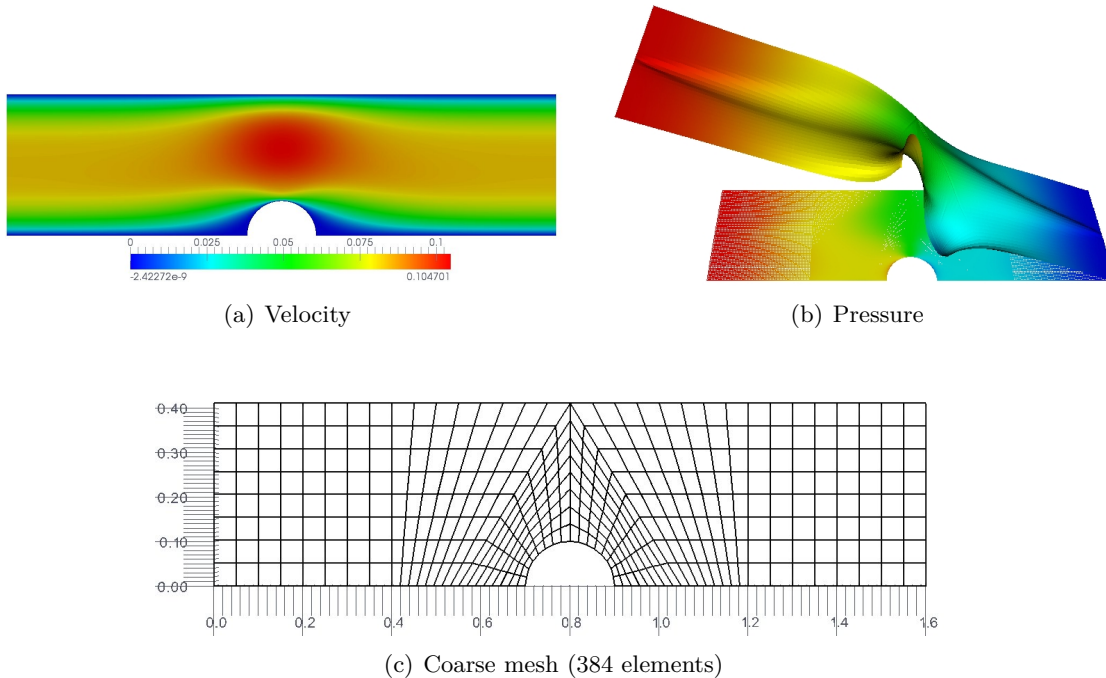 0 0.025 0.05 0.075 0.1
-2.42272e-9 0.104701
(a) Velocity
(b) Pressure
0.40
0.30
0.20
0.10
0.00
0.0 0.2 0.4 0.6 0.8 1.0 1.2 1.4 1.6
(c) Coarse mesh (384 elements)